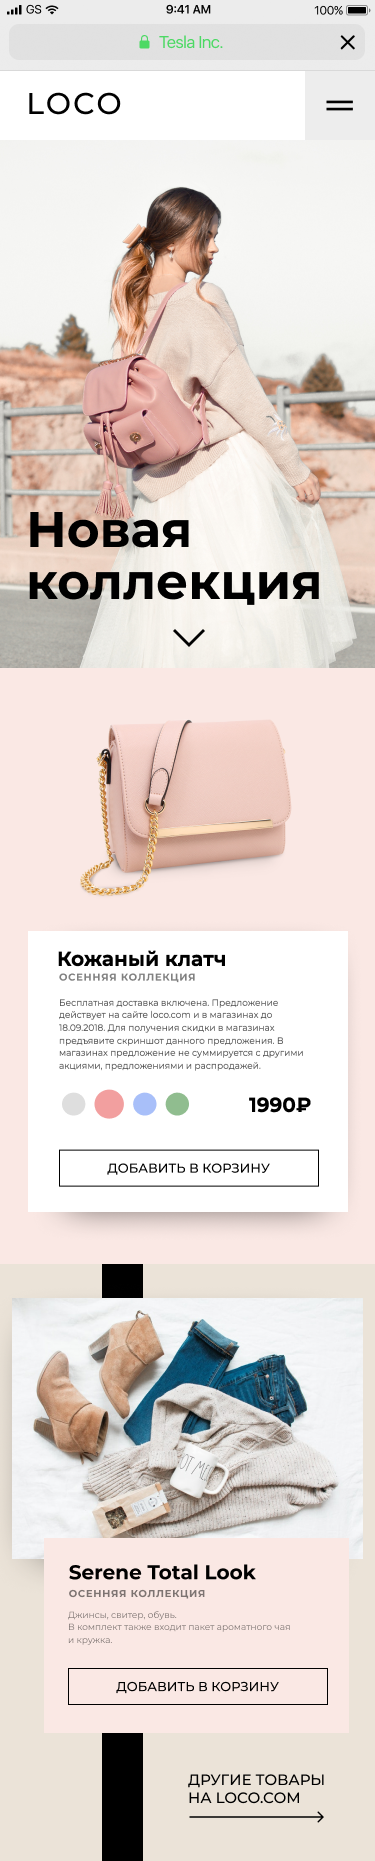 GS 9:41 AM 100%
Tesla Inc.
LOCO
Новая
коллекция
Кожаный клатч
ОСЕННЯЯ КОЛЛЕКЦИЯ
Бесплатная доставка включена. Предложение
действует на сайте loco.com и в магазинах до
18.09.2018. Для получения скидки в магазинах
предъявите скриншот данного предложения. В
магазинах предложение не суммируется с другими
акциями, предложениями и распродажей.
1990₽
ДОБАВИТЬ В КОРЗИНУ
OT ME
Serene Total Look
ОСЕННЯЯ КОЛЛЕКЦИЯ
Джинсы, свитер, обувь.
В комплект также входит пакет ароматного чая
и кружка.
ДОБАВИТЬ В КОРЗИНУ
ДРУГИЕ ТОВАРЫ
НА LOCO.COM